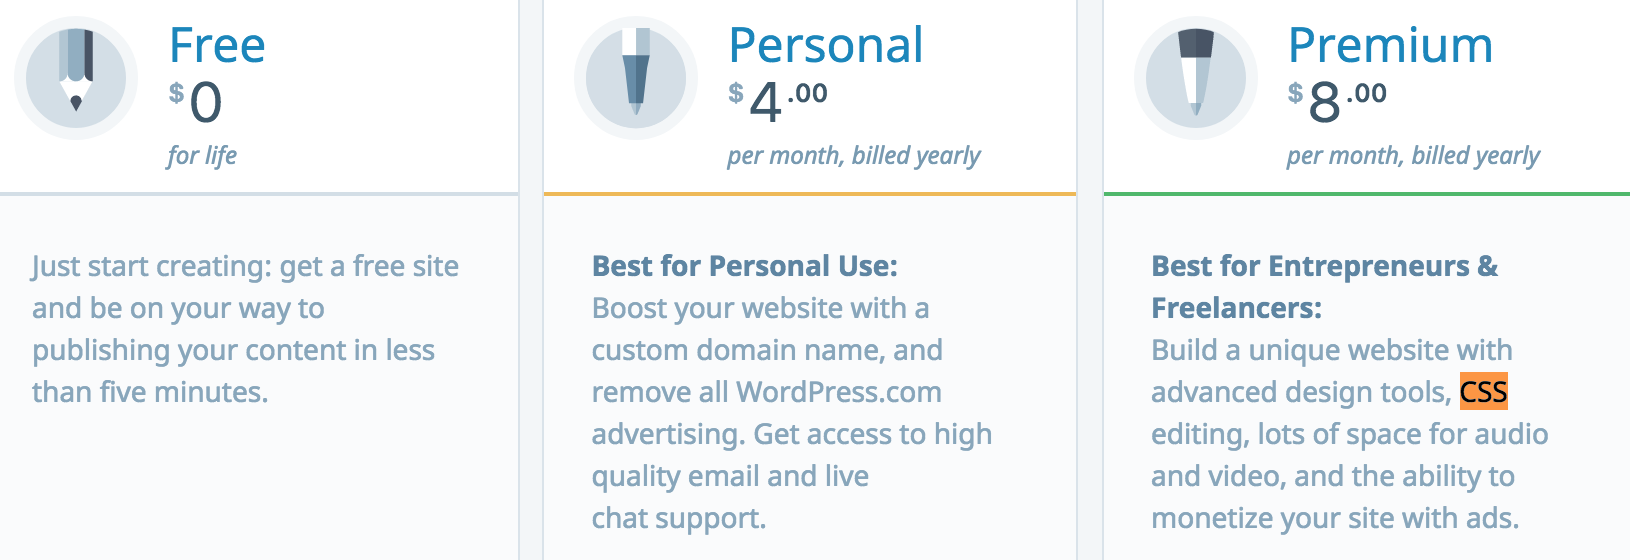 Free
$0
for life
Just start creating: get a free site
and be on your way to
publishing your content in less
than five minutes.
Personal
$4.00
per month, billed yearly
Best for Personal Use:
Boost your website with a
custom domain name, and
remove all WordPress.com
advertising. Get access to high
quality email and live
chat support.
Premium
$8.00
per month, billed yearly
Best for Entrepreneurs &
Freelancers:
Build a unique website with
advanced design tools, CSS
editing, lots of space for audio
and video, and the ability to
monetize your site with ads.